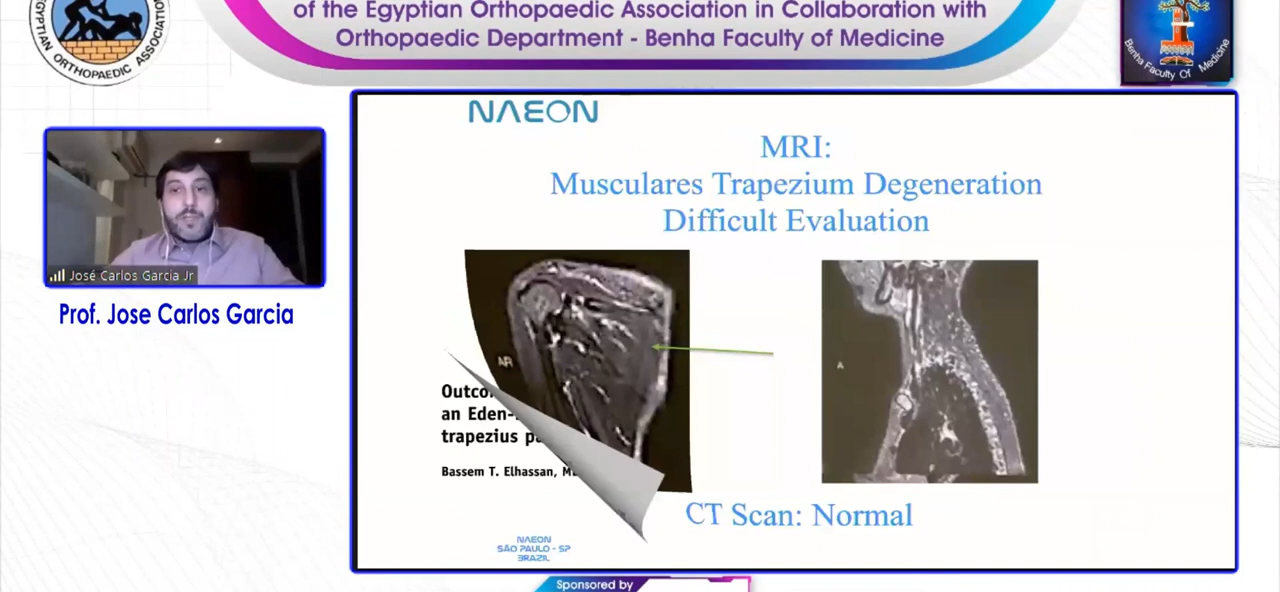 of the Egyptian Orthopaedic Association in Collaboration with
Orthopaedic Department - Benha Faculty of Medicine
EGYPTIAN ORTHOPAEDIC ASSOCIATION
Benha Faculty Of Medicine
NAEON
MRI:
Musculares Trapezium Degeneration
Difficult Evaluation
José Carlos Garcia Jr
Prof. Jose Carlos Garcia
AR
A
an Eden-
trapezius
Bassem T. Elhassan,
CT Scan: Normal
NAEON
SÃO PAULO - SP
BRAZIL
Sponsored by